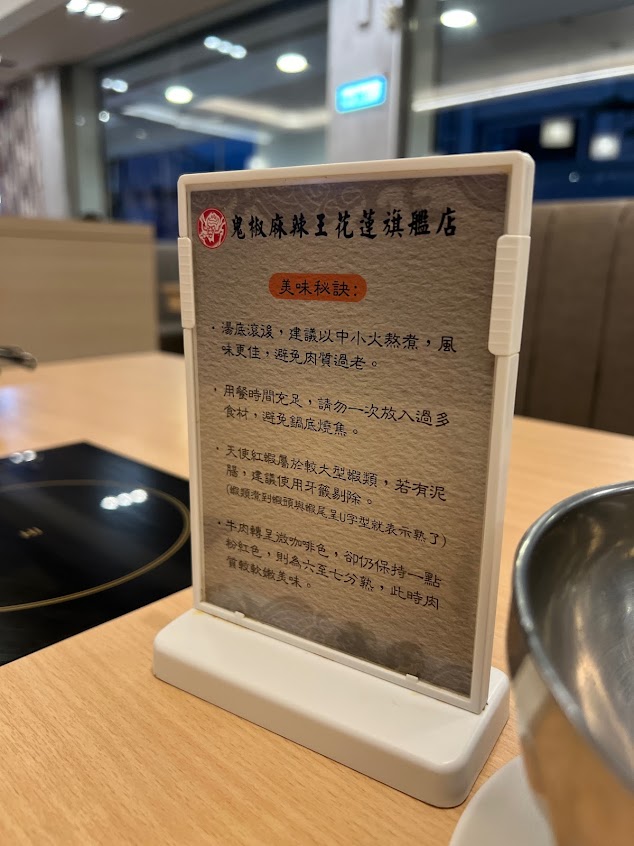 鬼椒麻辣王花蓮旗艦店
美味秘訣:
·湯底滾後，建議以中小火熬煮，風
味更佳，避免肉質過老。
·用餐時間充足，請勿一次放入過多
食材，避免鍋底燒焦。
·天使紅蝦屬於較大型蝦類，若有泥
腸，建議使用牙籤剔除。
(蝦類煮到蝦頭與蝦尾呈U字型就表示熟了)
·牛肉轉呈微咖啡色，卻仍保持一點
粉紅色，則為六至七分熟，此時肉
質較軟嫩美味。